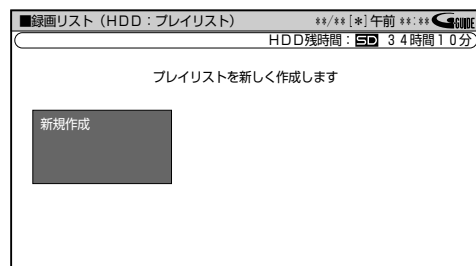 ■録画リスト（HDD：プレイリスト） **/**[*]午前 **:** GGUIDE
HDD残時間：SD 34時間10分
プレイリストを新しく作成します
新規作成